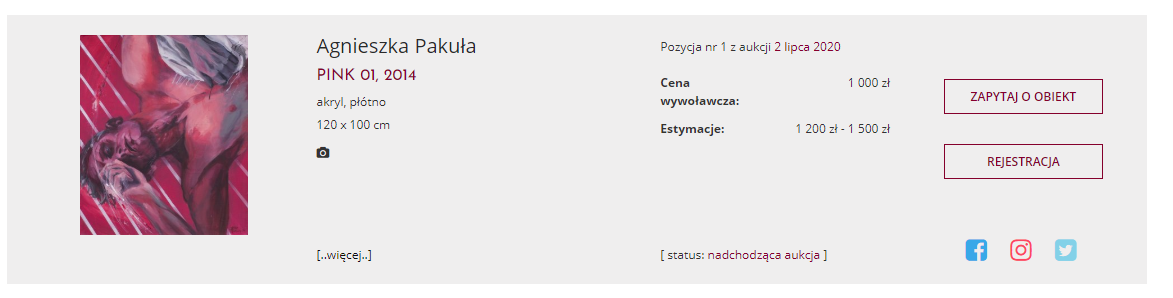 Agnieszka Pakuła
PINK 01, 2014
akryl, płótno
120 x 100 cm
[..więcej..]
Pozycja nr 1 z aukcji 2 lipca 2020
Cena wywoławcza: 1 000 zł
Estymacje: 1 200 zł - 1 500 zł
[ status: nadchodząca aukcja ]
ZAPYTAJ O OBIEKT
REJESTRACJA